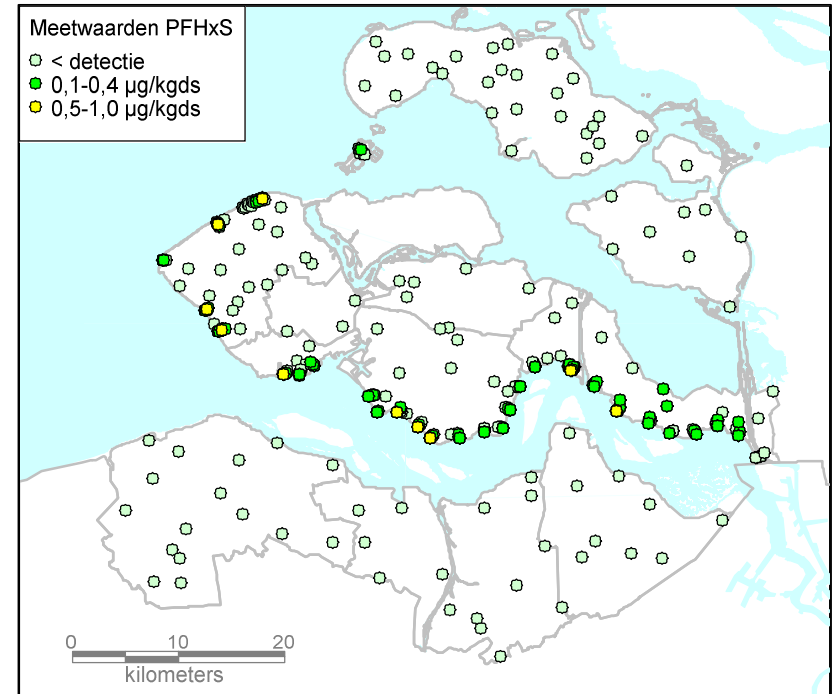 Meetwaarden PFHxS
< detectie
0,1-0,4 µg/kgds
0,5-1,0 µg/kgds
0 10 20
kilometers